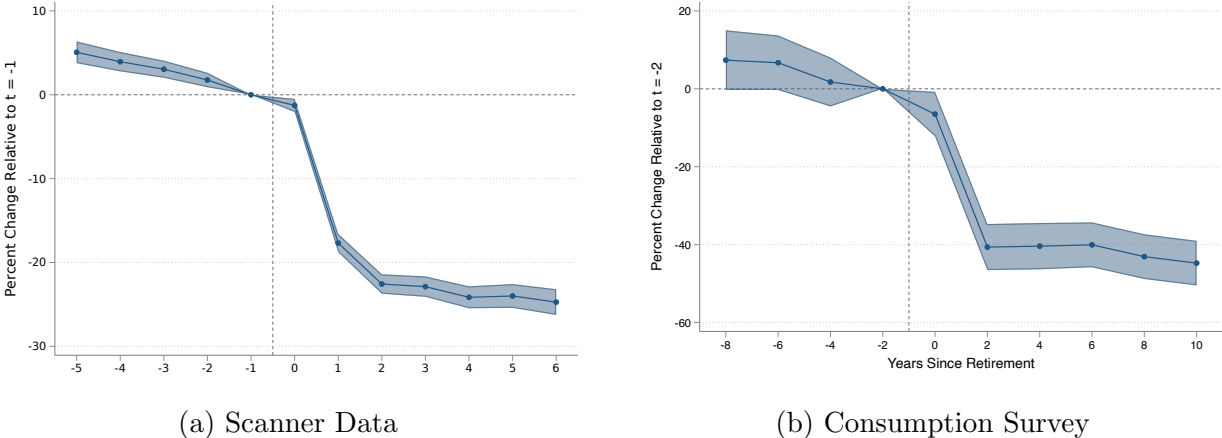 Percent Change Relative to t = -1
10
0
-10
-20
-30
-5 -4 -3 -2 -1 0 1 2 3 4 5 6
(a) Scanner Data
Percent Change Relative to t = -2
20
0
-20
-40
-60
-8 -6 -4 -2 0 2 4 6 8 10
Years Since Retirement
(b) Consumption Survey